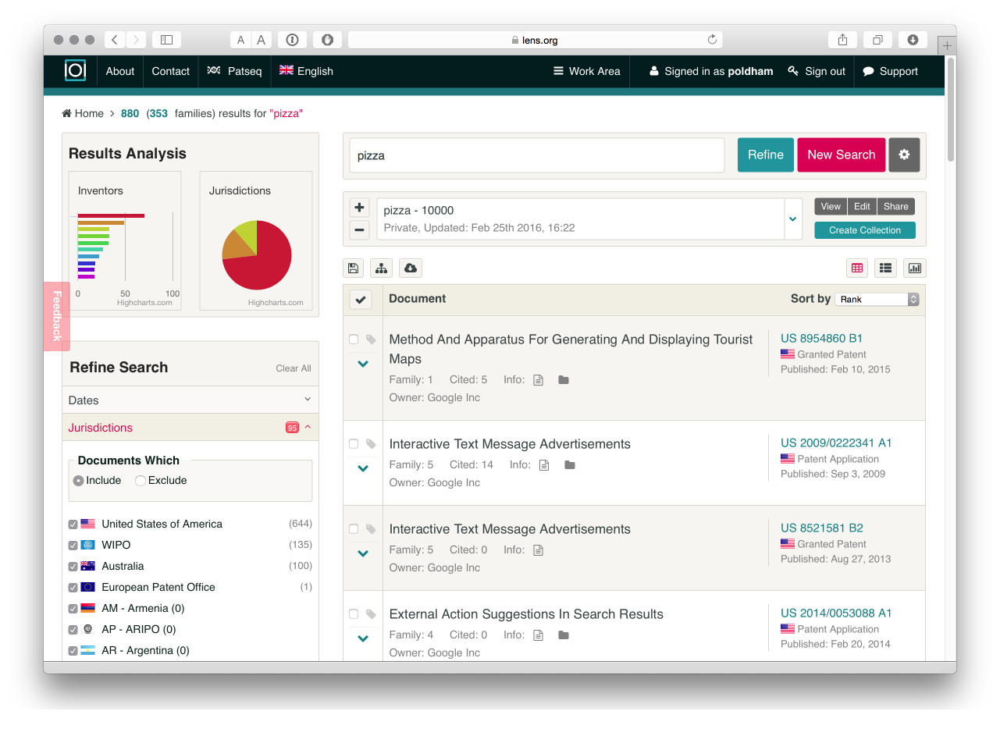 A A
lens.org
About
Contact
Patseq
English
Work Area
Signed in as poldham
Sign out
Support
Home > 880 (353 families) results for "pizza"
Results Analysis
Inventors
0 50 100
Highcharts.com
Jurisdictions
Highcharts.com
Feedback
Refine Search
Clear All
Dates
Jurisdictions
95
Documents Which
Include
Exclude
United States of America (644)
WIPO (135)
Australia (100)
European Patent Office (1)
AM - Armenia (0)
AP - ARIPO (0)
AR - Argentina (0)
pizza
Refine
New Search
pizza - 10000
Private, Updated: Feb 25th 2016, 16:22
View
Edit
Share
Create Collection
Document
Sort by
Rank
Method And Apparatus For Generating And Displaying Tourist
Maps
Family: 1 Cited: 5 Info:
Owner: Google Inc
US 8954860 B1
Granted Patent
Published: Feb 10, 2015
Interactive Text Message Advertisements
Family: 5 Cited: 14 Info:
Owner: Google Inc
US 2009/0222341 A1
Patent Application
Published: Sep 3, 2009
Interactive Text Message Advertisements
Family: 5 Cited: 0 Info:
Owner: Google Inc
US 8521581 B2
Granted Patent
Published: Aug 27, 2013
External Action Suggestions In Search Results
Family: 4 Cited: 0 Info:
Owner: Google Inc
US 2014/0053088 A1
Patent Application
Published: Feb 20, 2014